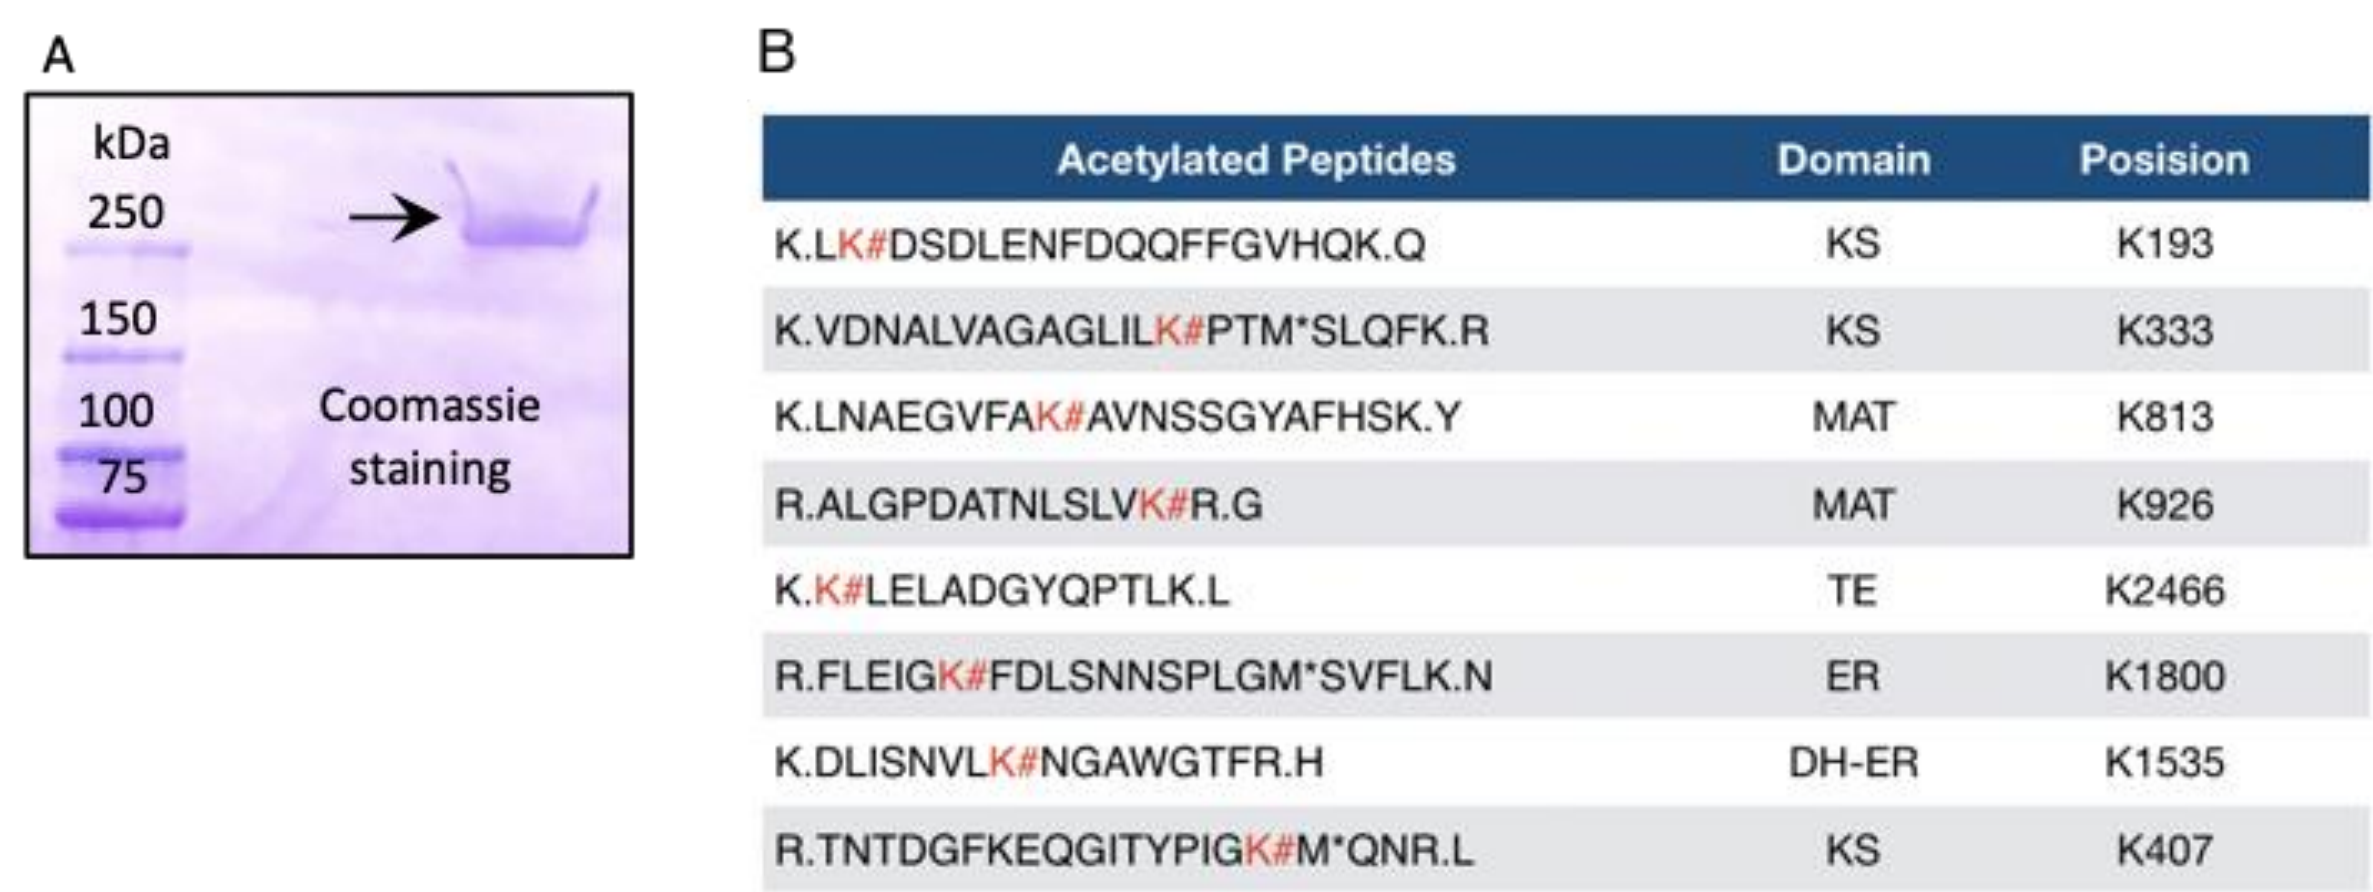 A
kDa
250
150
100
75
Coomassie
staining
B
Acetylated Peptides Domain Posision
K.LK#DSDLENFDQQFFGVHQK.Q KS K193
K.VDNALVAGAGLILK#PTM*SLQFK.R KS K333
K.LNAEGVFAK#AVNSSGYAFHSK.Y MAT K813
R.ALGPDATNLSLVK#R.G MAT K926
K.K#LELADGYQPTLK.L TE K2466
R.FLEIGK#FDLSNNSPLGM*SVFLK.N ER K1800
K.DLISNVLK#NGAWGTFR.H DH-ER K1535
R.TNTDGFKEQGITYPIGK#M*QNR.L KS K407